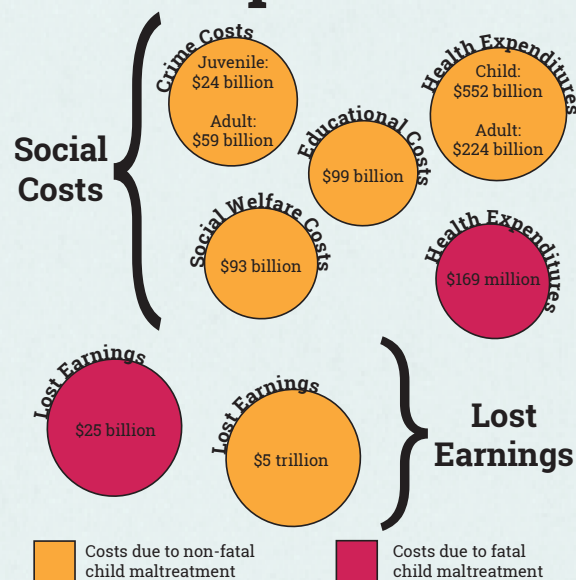 Crime Costs
Juvenile:
$24 billion
Adult:
$59 billion
Health Expenditures
Child:
$552 billion
Adult:
$224 billion
Educational Costs
$99 billion
Social
Costs
Social Welfare Costs
$93 billion
Health Expenditures
$169 million
Lost Earnings
$25 billion
Lost Earnings
$5 trillion
Lost
Earnings
Costs due to non-fatal
child maltreatment
Costs due to fatal
child maltreatment